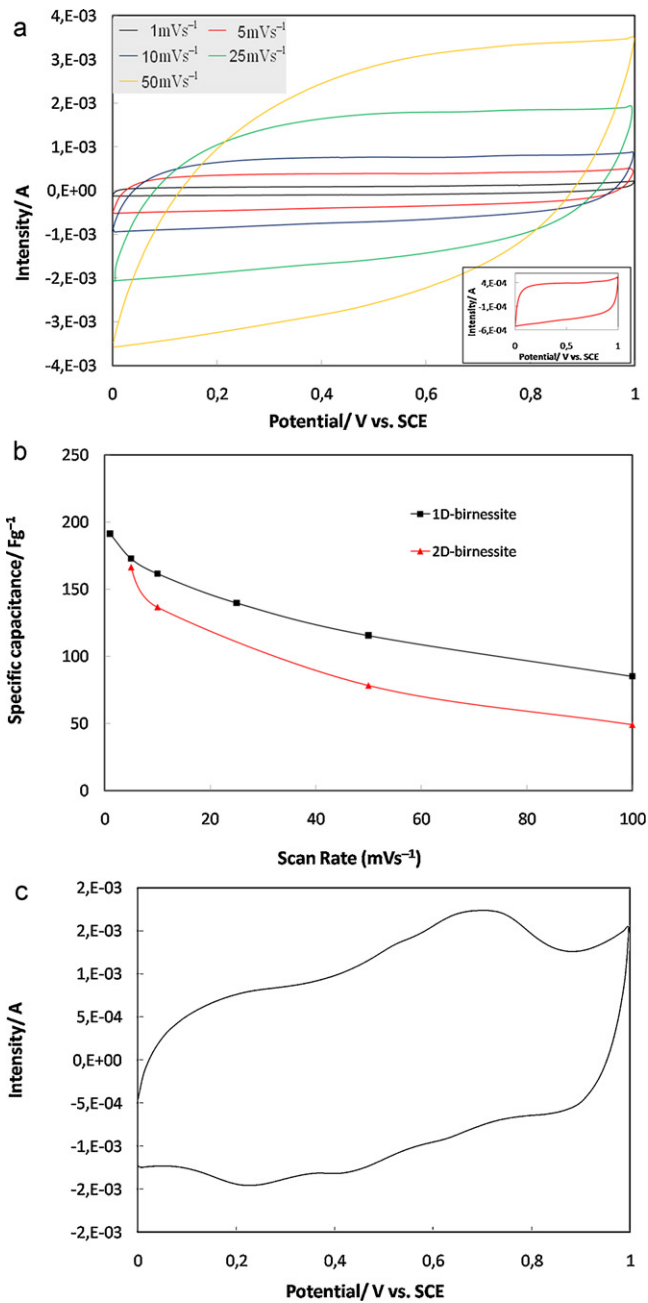 a
1mVs⁻¹ 5mVs⁻¹
10mVs⁻¹ 25mVs⁻¹
50mVs⁻¹
4,E-03
3,E-03
2,E-03
1,E-03
0,E+00
-1,E-03
-2,E-03
-3,E-03
-4,E-03
Intensity/ A
0 0,2 0,4 0,6 0,8 1
Potential/ V vs. SCE
4,E-04
-1,E-04
-6,E-04
Intensity/ A
0 0,5 1
Potential/ V vs. SCE
b
250
200
150
100
50
0
Specific capacitance/ Fg⁻¹
1D-birnessite
2D-birnessite
0 20 40 60 80 100
Scan Rate (mVs⁻¹)
c
2,E-03
2,E-03
1,E-03
5,E-04
0,E+00
-5,E-04
-1,E-03
-2,E-03
-2,E-03
Intensity/ A
0 0,2 0,4 0,6 0,8 1
Potential/ V vs. SCE